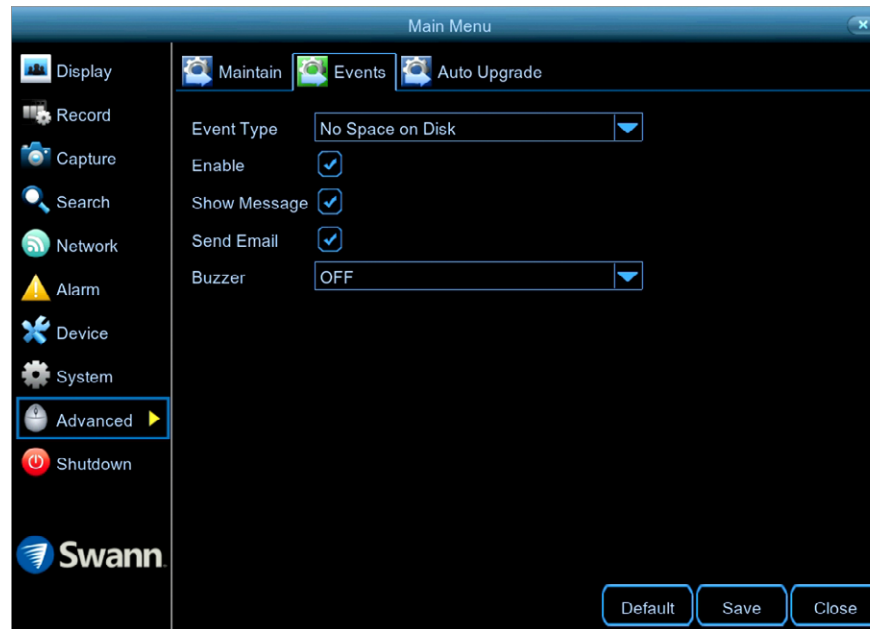 Main Menu
Display
Record
Capture
Search
Network
Alarm
Device
System
Advanced
Shutdown
Swann
Maintain
Events
Auto Upgrade
Event Type No Space on Disk
Enable
Show Message
Send Email
Buzzer OFF
Default
Save
Close